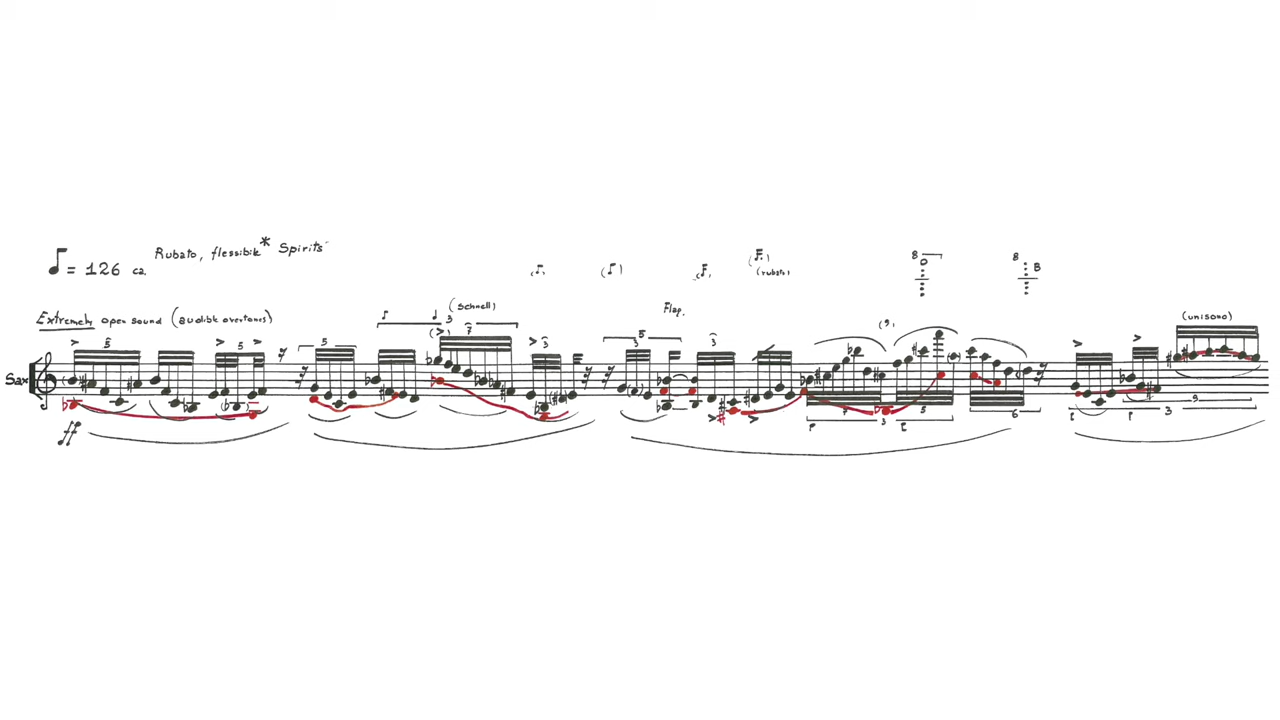 ♪= 126 ca.
Rubato, flessibile* Spirits
(rubato)
Extremely open sound (audible overtones)
(Schnell)
Flap.
(unisono)
Sax
ff